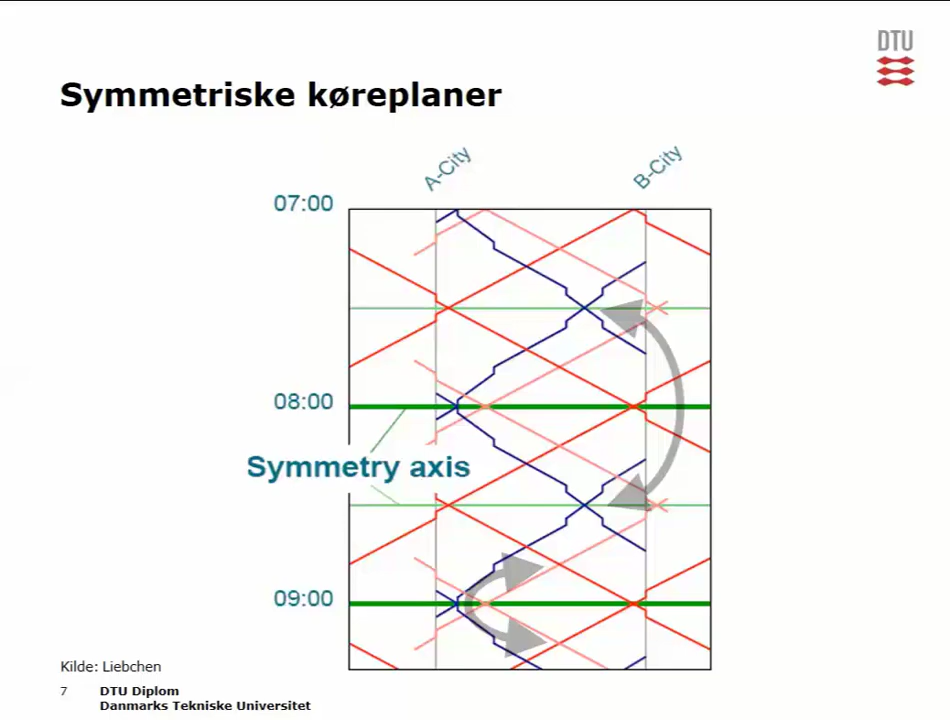 DTU
Symmetriske køreplaner
A-City
B-City
07:00
08:00
Symmetry axis
09:00
Kilde: Liebchen
7 DTU Diplom
Danmarks Tekniske Universitet